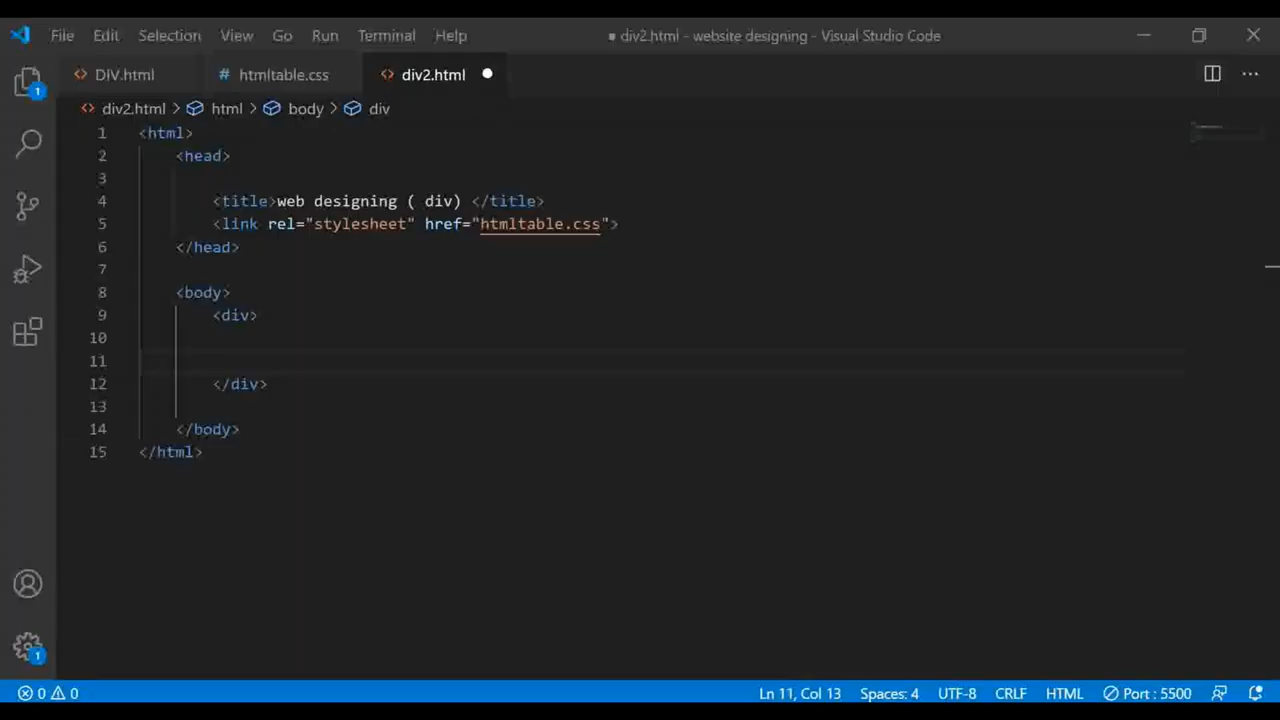 File Edit Selection View Go Run Terminal Help div2.html - website designing - Visual Studio Code
DIV.html # htmltable.css div2.html
div2.html > html > body > div
1 <html>
2 <head>
3
4 <title>web designing ( div) </title>
5 <link rel="stylesheet" href="htmltable.css">
6 </head>
7
8 <body>
9 <div>
10
11
12 </div>
13
14 </body>
15 </html>
1
1
0 0 Ln 11, Col 13 Spaces: 4 UTF-8 CRLF HTML Port : 5500